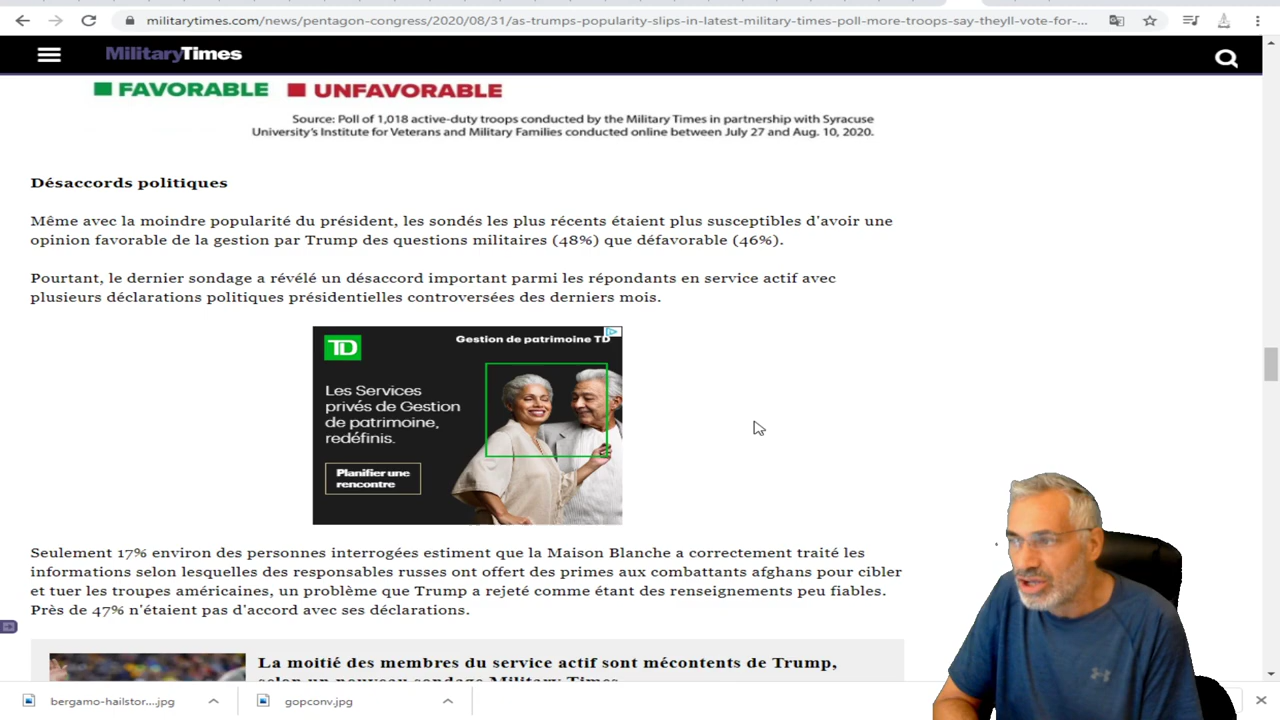 militarytimes.com/news/pentagon-congress/2020/08/31/as-trumps-popularity-slips-in-latest-military-times-poll-more-troops-say-theyll-vote-for-...
MilitaryTimes
FAVORABLE UNFAVORABLE
Source: Poll of 1,018 active-duty troops conducted by the Military Times in partnership with Syracuse
University's Institute for Veterans and Military Families conducted online between July 27 and Aug. 10, 2020.
Désaccords politiques
Même avec la moindre popularité du président, les sondés les plus récents étaient plus susceptibles d'avoir une
opinion favorable de la gestion par Trump des questions militaires (48%) que défavorable (46%).
Pourtant, le dernier sondage a révélé un désaccord important parmi les répondants en service actif avec
plusieurs déclarations politiques présidentielles controversées des derniers mois.
TD
Gestion de patrimoine TD
Les Services
privés de Gestion
de patrimoine,
redéfinis.
Planifier une
rencontre
Seulement 17% environ des personnes interrogées estiment que la Maison Blanche a correctement traité les
informations selon lesquelles des responsables russes ont offert des primes aux combattants afghans pour cibler
et tuer les troupes américaines, un problème que Trump a rejeté comme étant des renseignements peu fiables.
Près de 47% n'étaient pas d'accord avec ses déclarations.
La moitié des membres du service actif sont mécontents de Trump,
selon un nouveau sondage Military Times
bergamo-hailstor....jpg
gopconv.jpg